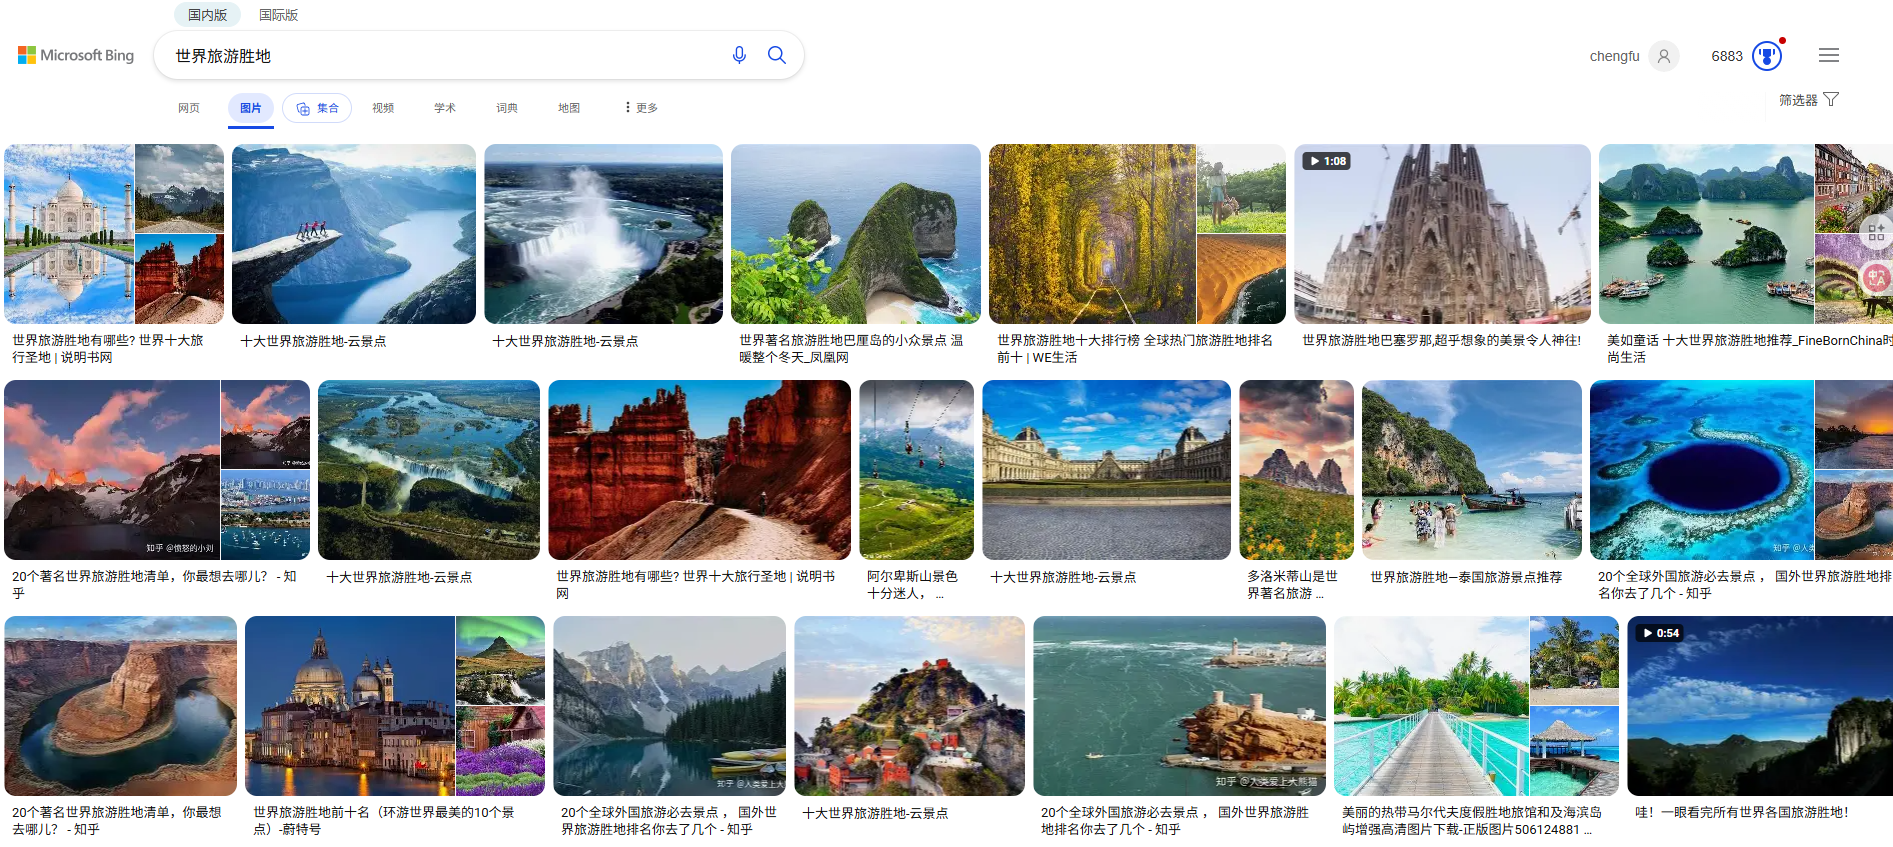 国内版
国际版
Microsoft Bing
世界旅游胜地
chengfu
6883
网页
图片
集合
视频
学术
词典
地图
更多
筛选器
1:08
世界旅游胜地有哪些? 世界十大旅
行圣地 | 说明书网
十大世界旅游胜地-云景点
十大世界旅游胜地-云景点
世界著名旅游胜地巴厘岛的小众景点 温
暖整个冬天_凤凰网
世界旅游胜地十大排行榜 全球热门旅游胜地排名
前十 | WE生活
世界旅游胜地巴塞罗那,超乎想象的美景令人神往!
美如童话 十大世界旅游胜地推荐_FineBornChina时
尚生活
知乎 @愤怒的小刘
知乎 @人类
20个著名世界旅游胜地清单，你最想去哪儿？ - 知
乎
十大世界旅游胜地-云景点
世界旅游胜地有哪些? 世界十大旅行圣地 | 说明书
网
阿尔卑斯山景色
十分迷人， ...
十大世界旅游胜地-云景点
多洛米蒂山是世
界著名旅游 ...
世界旅游胜地—泰国旅游景点推荐
20个全球外国旅游必去景点 ， 国外世界旅游胜地排
名你去了几个 - 知乎
0:54
知乎 @人类爱上大
知乎 @人类爱上大熊猫
20个著名世界旅游胜地清单，你最想
去哪儿？ - 知乎
世界旅游胜地前十名（环游世界最美的10个景
点）-蔚特号
20个全球外国旅游必去景点 ， 国外世
界旅游胜地排名你去了几个 - 知乎
十大世界旅游胜地-云景点
20个全球外国旅游必去景点 ， 国外世界旅游胜
地排名你去了几个 - 知乎
美丽的热带马尔代夫度假胜地旅馆和及海滨岛
屿增强高清图片下载-正版图片506124881 ...
哇！一眼看完所有世界各国旅游胜地！